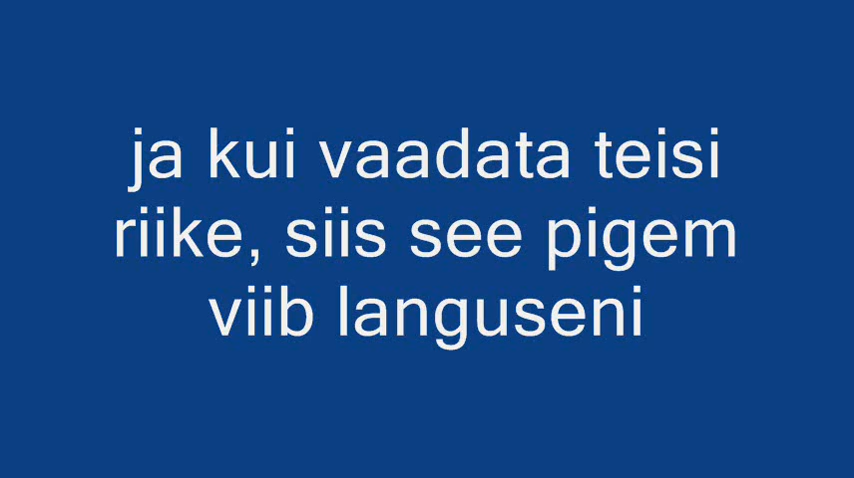 ja kui vaadata teisi
riike, siis see pigem
viib languseni